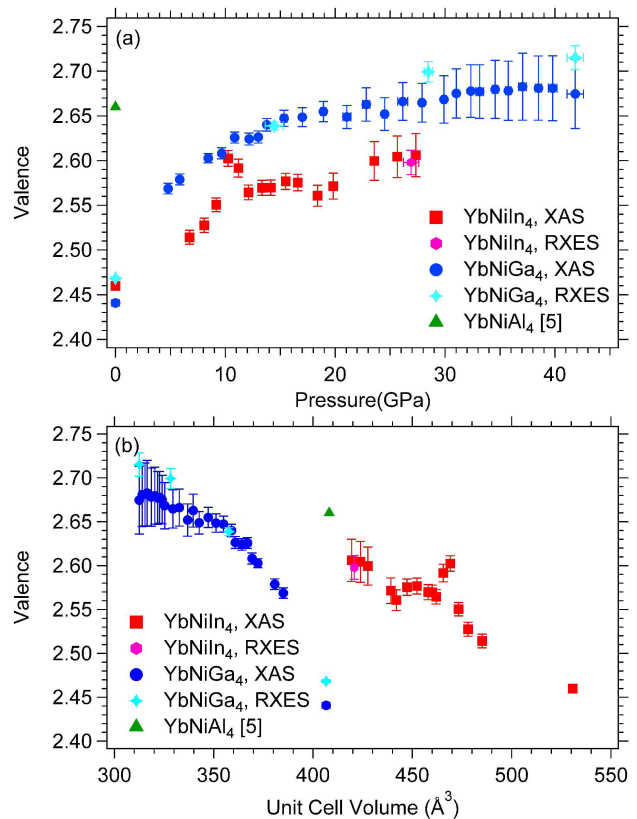 (a)
2.75
2.70
2.65
2.60
2.55
2.50
2.45
2.40
Valence
YbNiIn4, XAS
YbNiIn4, RXES
YbNiGa4, XAS
YbNiGa4, RXES
YbNiAl4 [5]
0 10 20 30 40
Pressure(GPa)
(b)
2.75
2.70
2.65
2.60
2.55
2.50
2.45
2.40
Valence
YbNiIn4, XAS
YbNiIn4, RXES
YbNiGa4, XAS
YbNiGa4, RXES
YbNiAl4 [5]
300 350 400 450 500 550
Unit Cell Volume (Å3)